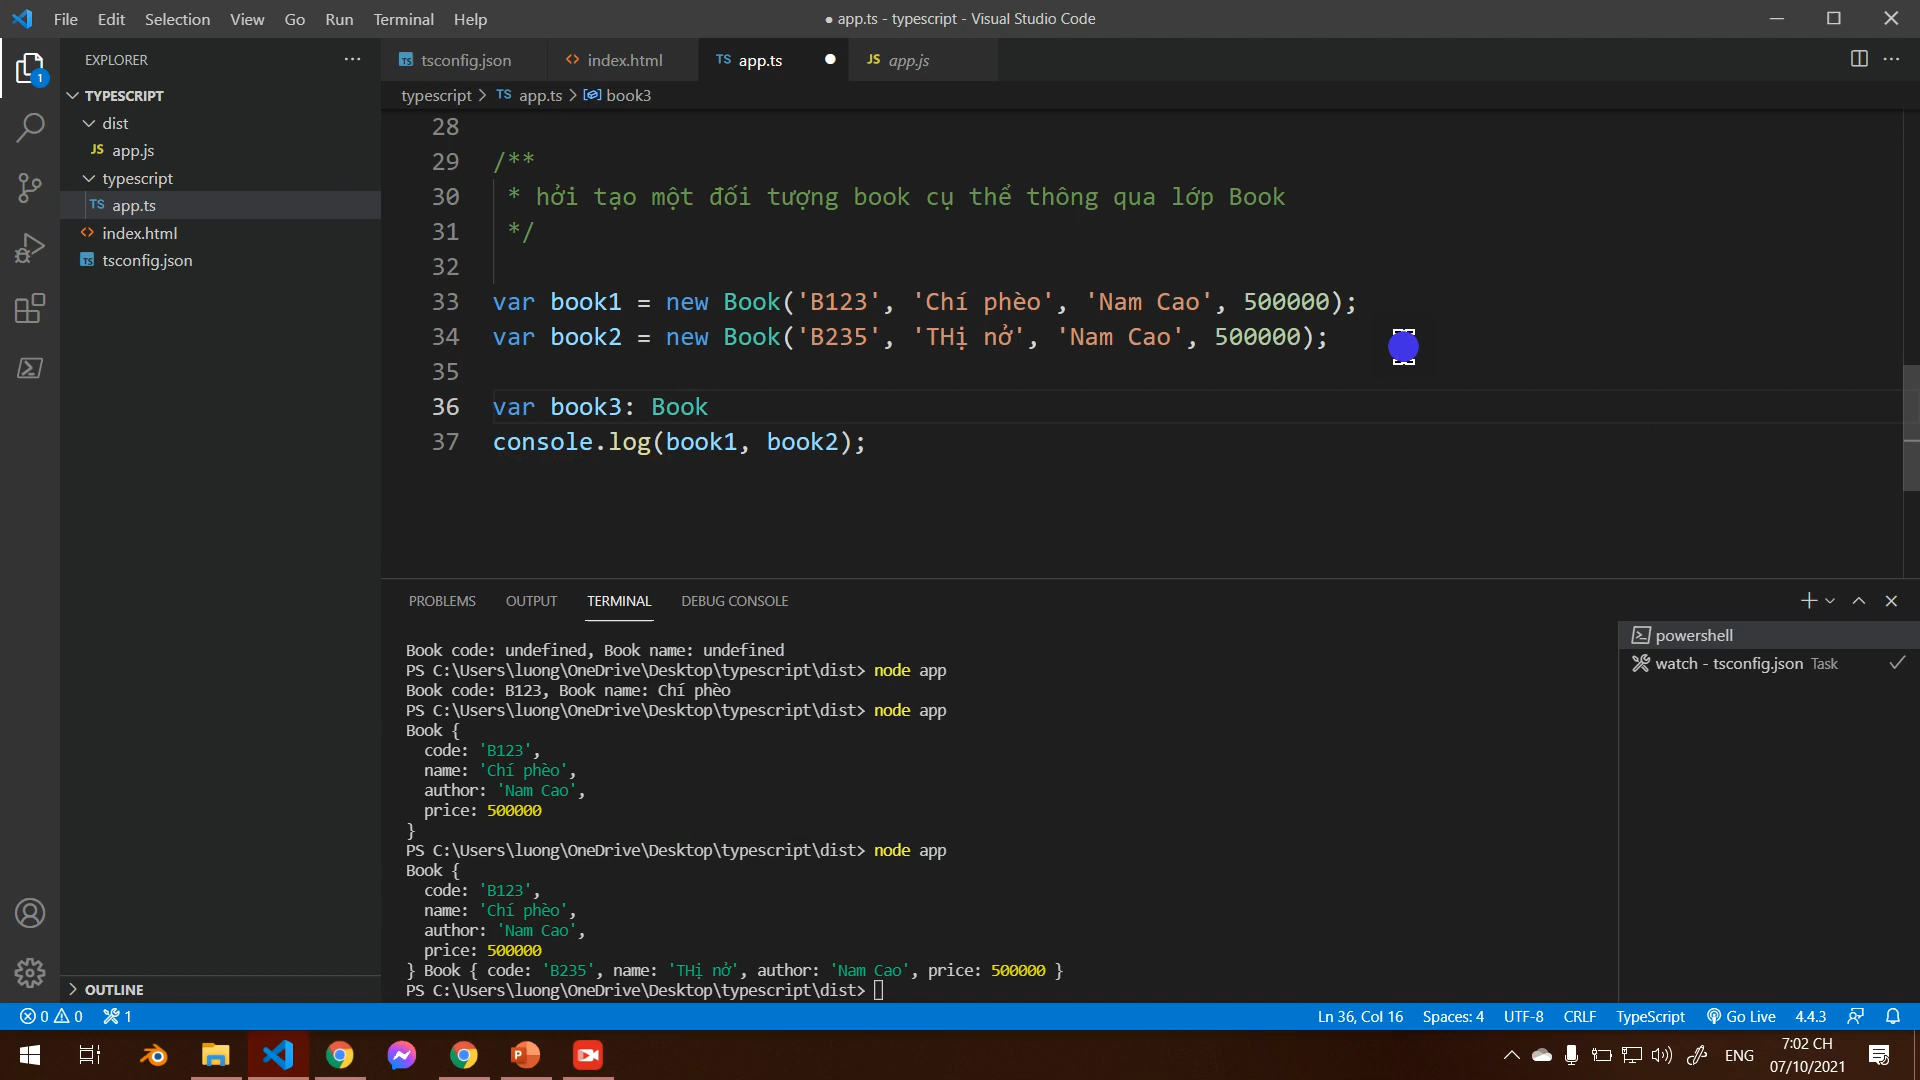 File Edit Selection View Go Run Terminal Help
● app.ts - typescript - Visual Studio Code
EXPLORER
tsconfig.json
index.html
TS app.ts
JS app.js
1
TYPESCRIPT
typescript > TS app.ts > book3
dist
JS app.js
typescript
TS app.ts
index.html
tsconfig.json
28
29 /**
30 * hởi tạo một đối tượng book cụ thể thông qua lớp Book
31 */
32
33 var book1 = new Book('B123', 'Chí phèo', 'Nam Cao', 500000);
34 var book2 = new Book('B235', 'THị nở', 'Nam Cao', 500000);
35
36 var book3: Book
37 console.log(book1, book2);
PROBLEMS OUTPUT TERMINAL DEBUG CONSOLE
powershell
watch - tsconfig.json Task
Book code: undefined, Book name: undefined
PS C:\Users\luong\OneDrive\Desktop\typescript\dist> node app
Book code: B123, Book name: Chí phèo
PS C:\Users\luong\OneDrive\Desktop\typescript\dist> node app
Book {
code: 'B123',
name: 'Chí phèo',
author: 'Nam Cao',
price: 500000
}
PS C:\Users\luong\OneDrive\Desktop\typescript\dist> node app
Book {
code: 'B123',
name: 'Chí phèo',
author: 'Nam Cao',
price: 500000
} Book { code: 'B235', name: 'THị nở', author: 'Nam Cao', price: 500000 }
PS C:\Users\luong\OneDrive\Desktop\typescript\dist>
OUTLINE
0 0 1
Ln 36, Col 16 Spaces: 4 UTF-8 CRLF TypeScript Go Live 4.4.3
ENG
7:02 CH
07/10/2021